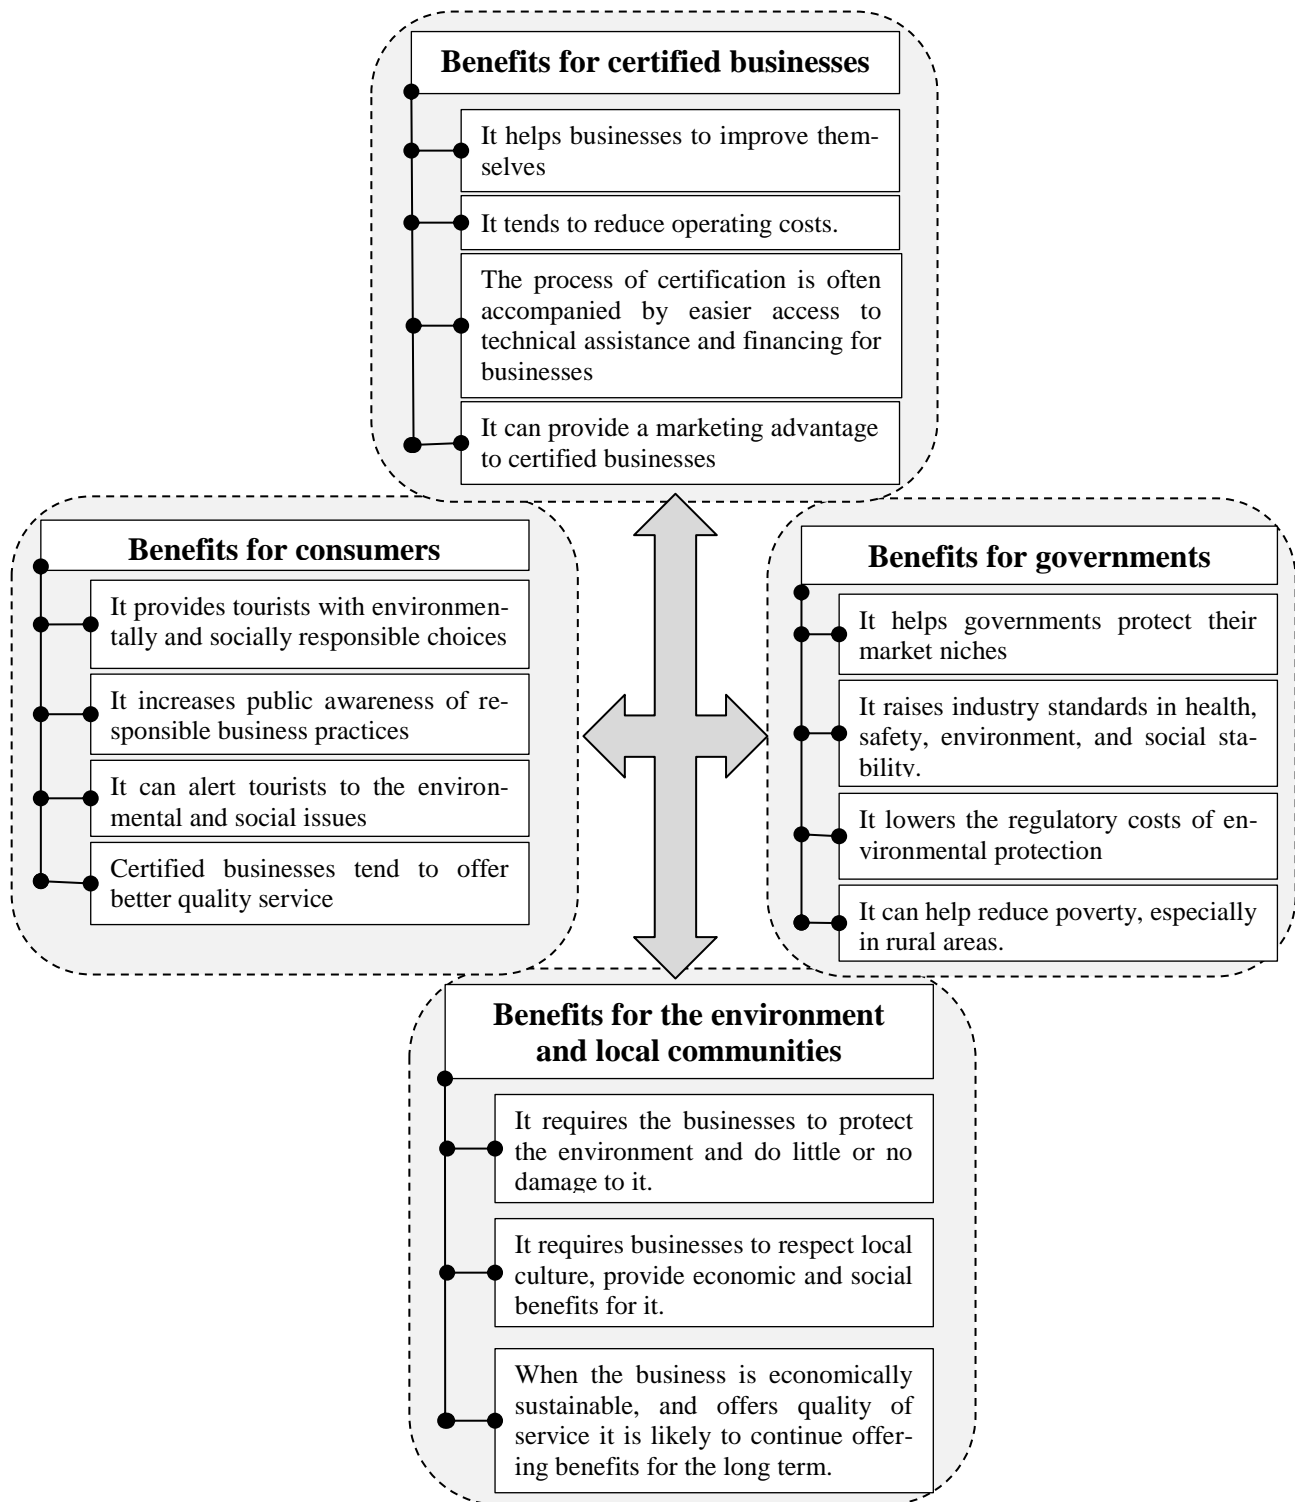 Benefits for certified businesses
It helps businesses to improve them-
selves
It tends to reduce operating costs.
The process of certification is often
accompanied by easier access to
technical assistance and financing for
businesses
It can provide a marketing advantage
to certified businesses
Benefits for consumers
It provides tourists with environmen-
tally and socially responsible choices
It increases public awareness of re-
sponsible business practices
It can alert tourists to the environ-
mental and social issues
Certified businesses tend to offer
better quality service
Benefits for governments
It helps governments protect their
market niches
It raises industry standards in health,
safety, environment, and social sta-
bility.
It lowers the regulatory costs of en-
vironmental protection
It can help reduce poverty, especially
in rural areas.
Benefits for the environment
and local communities
It requires the businesses to protect
the environment and do little or no
damage to it.
It requires businesses to respect local
culture, provide economic and social
benefits for it.
When the business is economically
sustainable, and offers quality of
service it is likely to continue offer-
ing benefits for the long term.